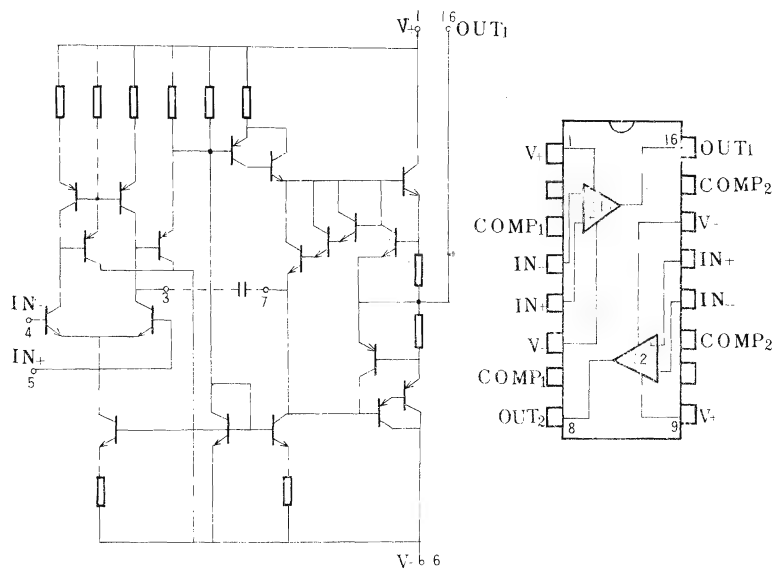 1 16
V+ OUT1
3 7
IN-
4
IN+
5
V- 6
1 16
V+ OUT1
COMP2
COMP1 V-
1
IN- IN+
IN+ IN--
V- 2 COMP2
COMP1
OUT2 V+
8 9